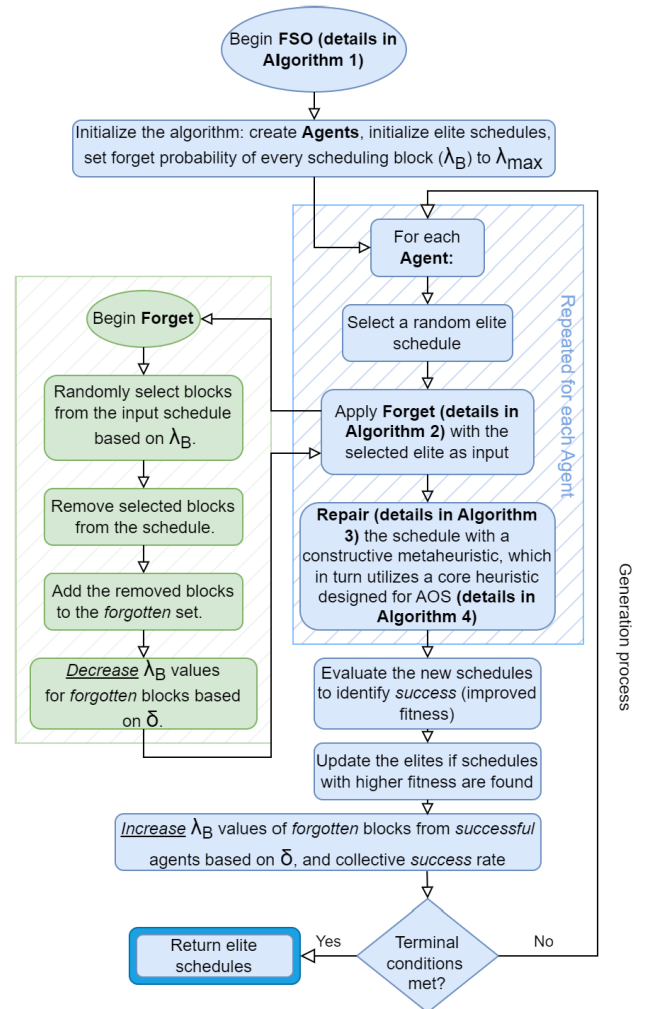 Begin FSO (details in
Algorithm 1)
Initialize the algorithm: create Agents, initialize elite schedules,
set forget probability of every scheduling block (λB) to λmax
For each
Agent:
Select a random elite
schedule
Apply Forget (details in
Algorithm 2) with the
selected elite as input
Begin Forget
Randomly select blocks
from the input schedule
based on λB.
Remove selected blocks
from the schedule.
Add the removed blocks
to the forgotten set.
Decrease λB values
for forgotten blocks based
on δ.
Repair (details in Algorithm
3) the schedule with a
constructive metaheuristic, which
in turn utilizes a core heuristic
designed for AOS (details in
Algorithm 4)
Repeated for each Agent
Evaluate the new schedules
to identify success (improved
fitness)
Update the elites if schedules
with higher fitness are found
Increase λB values of forgotten blocks from successful
agents based on δ, and collective success rate
Terminal
conditions
met?
Yes
No
Return elite
schedules
Generation process